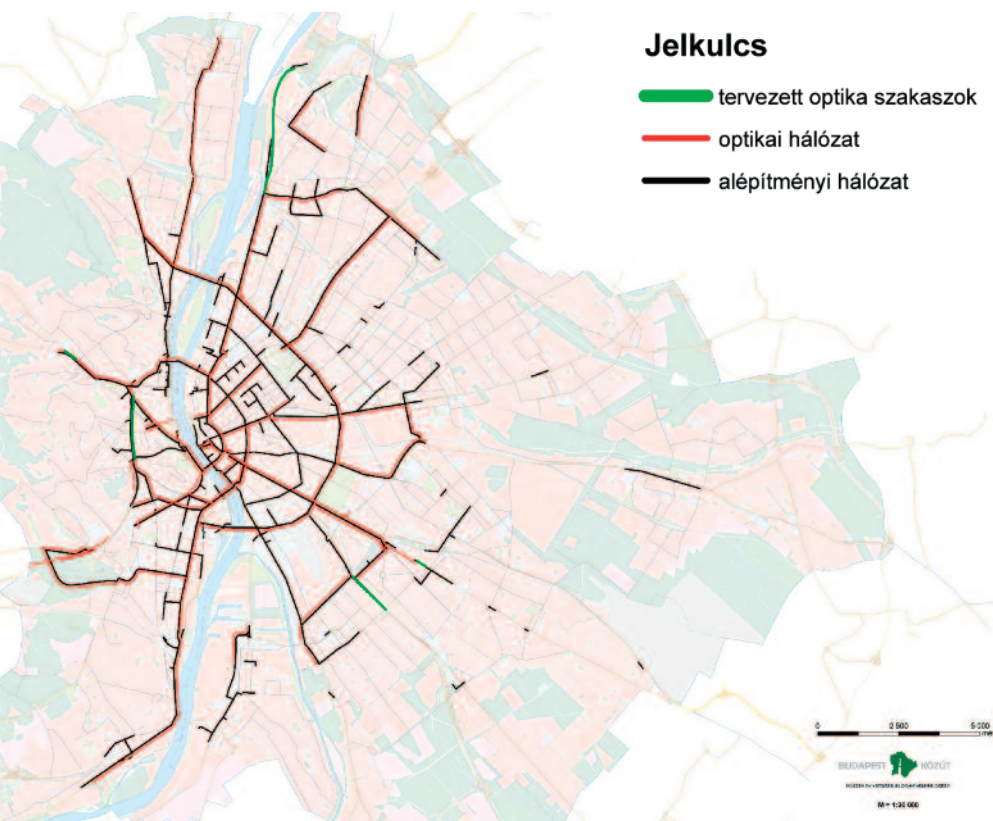 Jelkulcs
tervezett optika szakaszok
optikai hálózat
alépítményi hálózat
0 2 500 5 000
BUDAPEST KÖZÚT